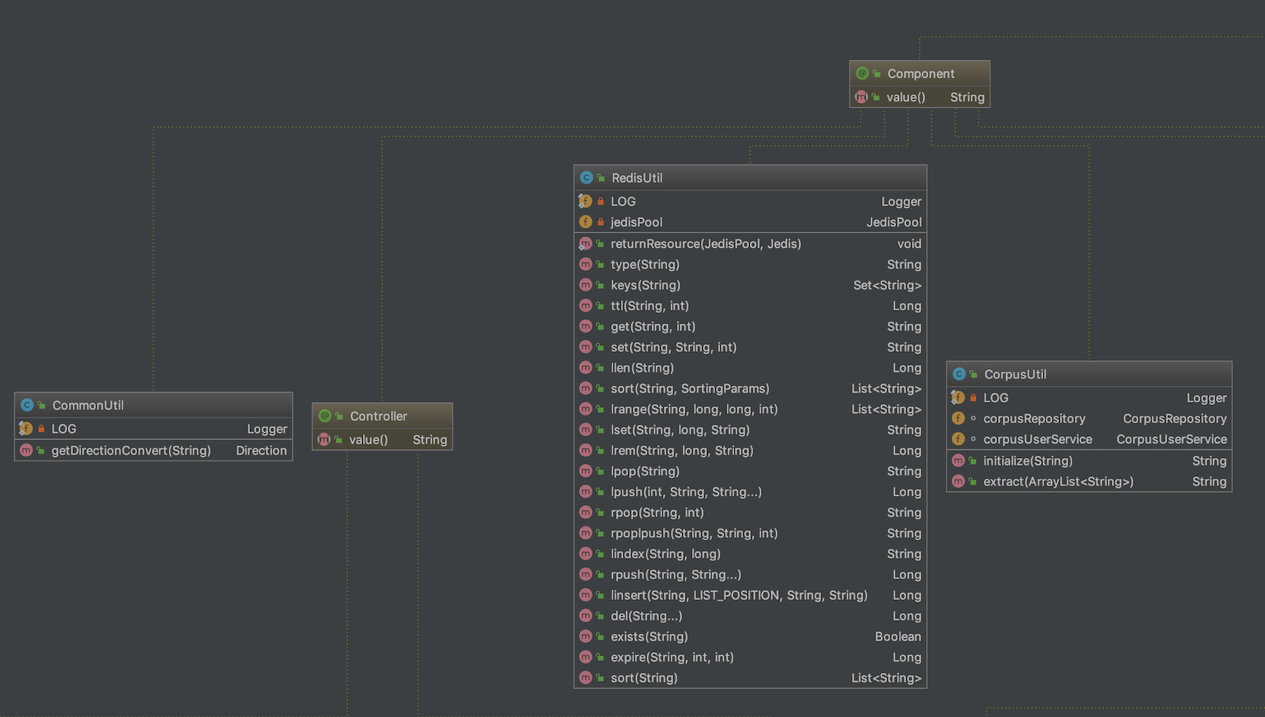 Component
value() String
RedisUtil
LOG Logger
jedisPool JedisPool
returnResource(JedisPool, Jedis) void
type(String) String
keys(String) Set<String>
ttl(String, int) Long
get(String, int) String
set(String, String, int) String
llen(String) Long
sort(String, SortingParams) List<String>
lrange(String, long, long, int) List<String>
lset(String, long, String) String
lrem(String, long, String) Long
lpop(String) String
lpush(int, String, String...) Long
rpop(String, int) String
rpoplpush(String, String, int) String
lindex(String, long) String
rpush(String, String...) Long
linsert(String, LIST_POSITION, String, String) Long
del(String...) Long
exists(String) Boolean
expire(String, int, int) Long
sort(String) List<String>
CorpusUtil
LOG Logger
corpusRepository CorpusRepository
corpusUserService CorpusUserService
initialize(String) String
extract(ArrayList<String>) String
CommonUtil
LOG Logger
getDirectionConvert(String) Direction
Controller
value() String